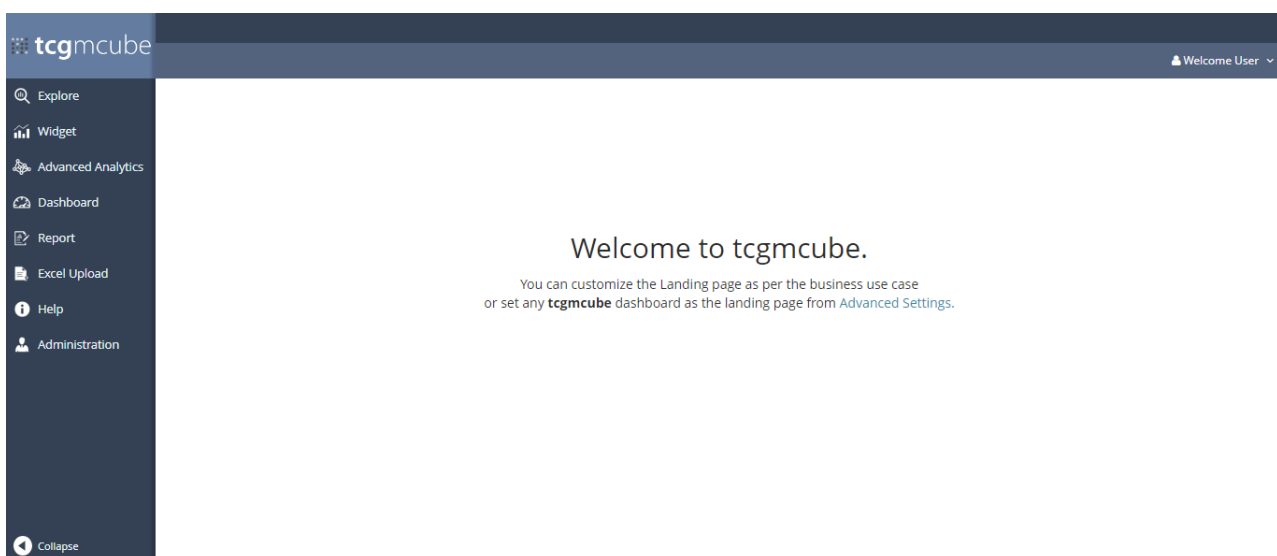 tcgmcube
Welcome User
Explore
Widget
Advanced Analytics
Dashboard
Report
Excel Upload
Help
Administration
Collapse
Welcome to tcgmcube.
You can customize the Landing page as per the business use case
or set any tcgmcube dashboard as the landing page from Advanced Settings.